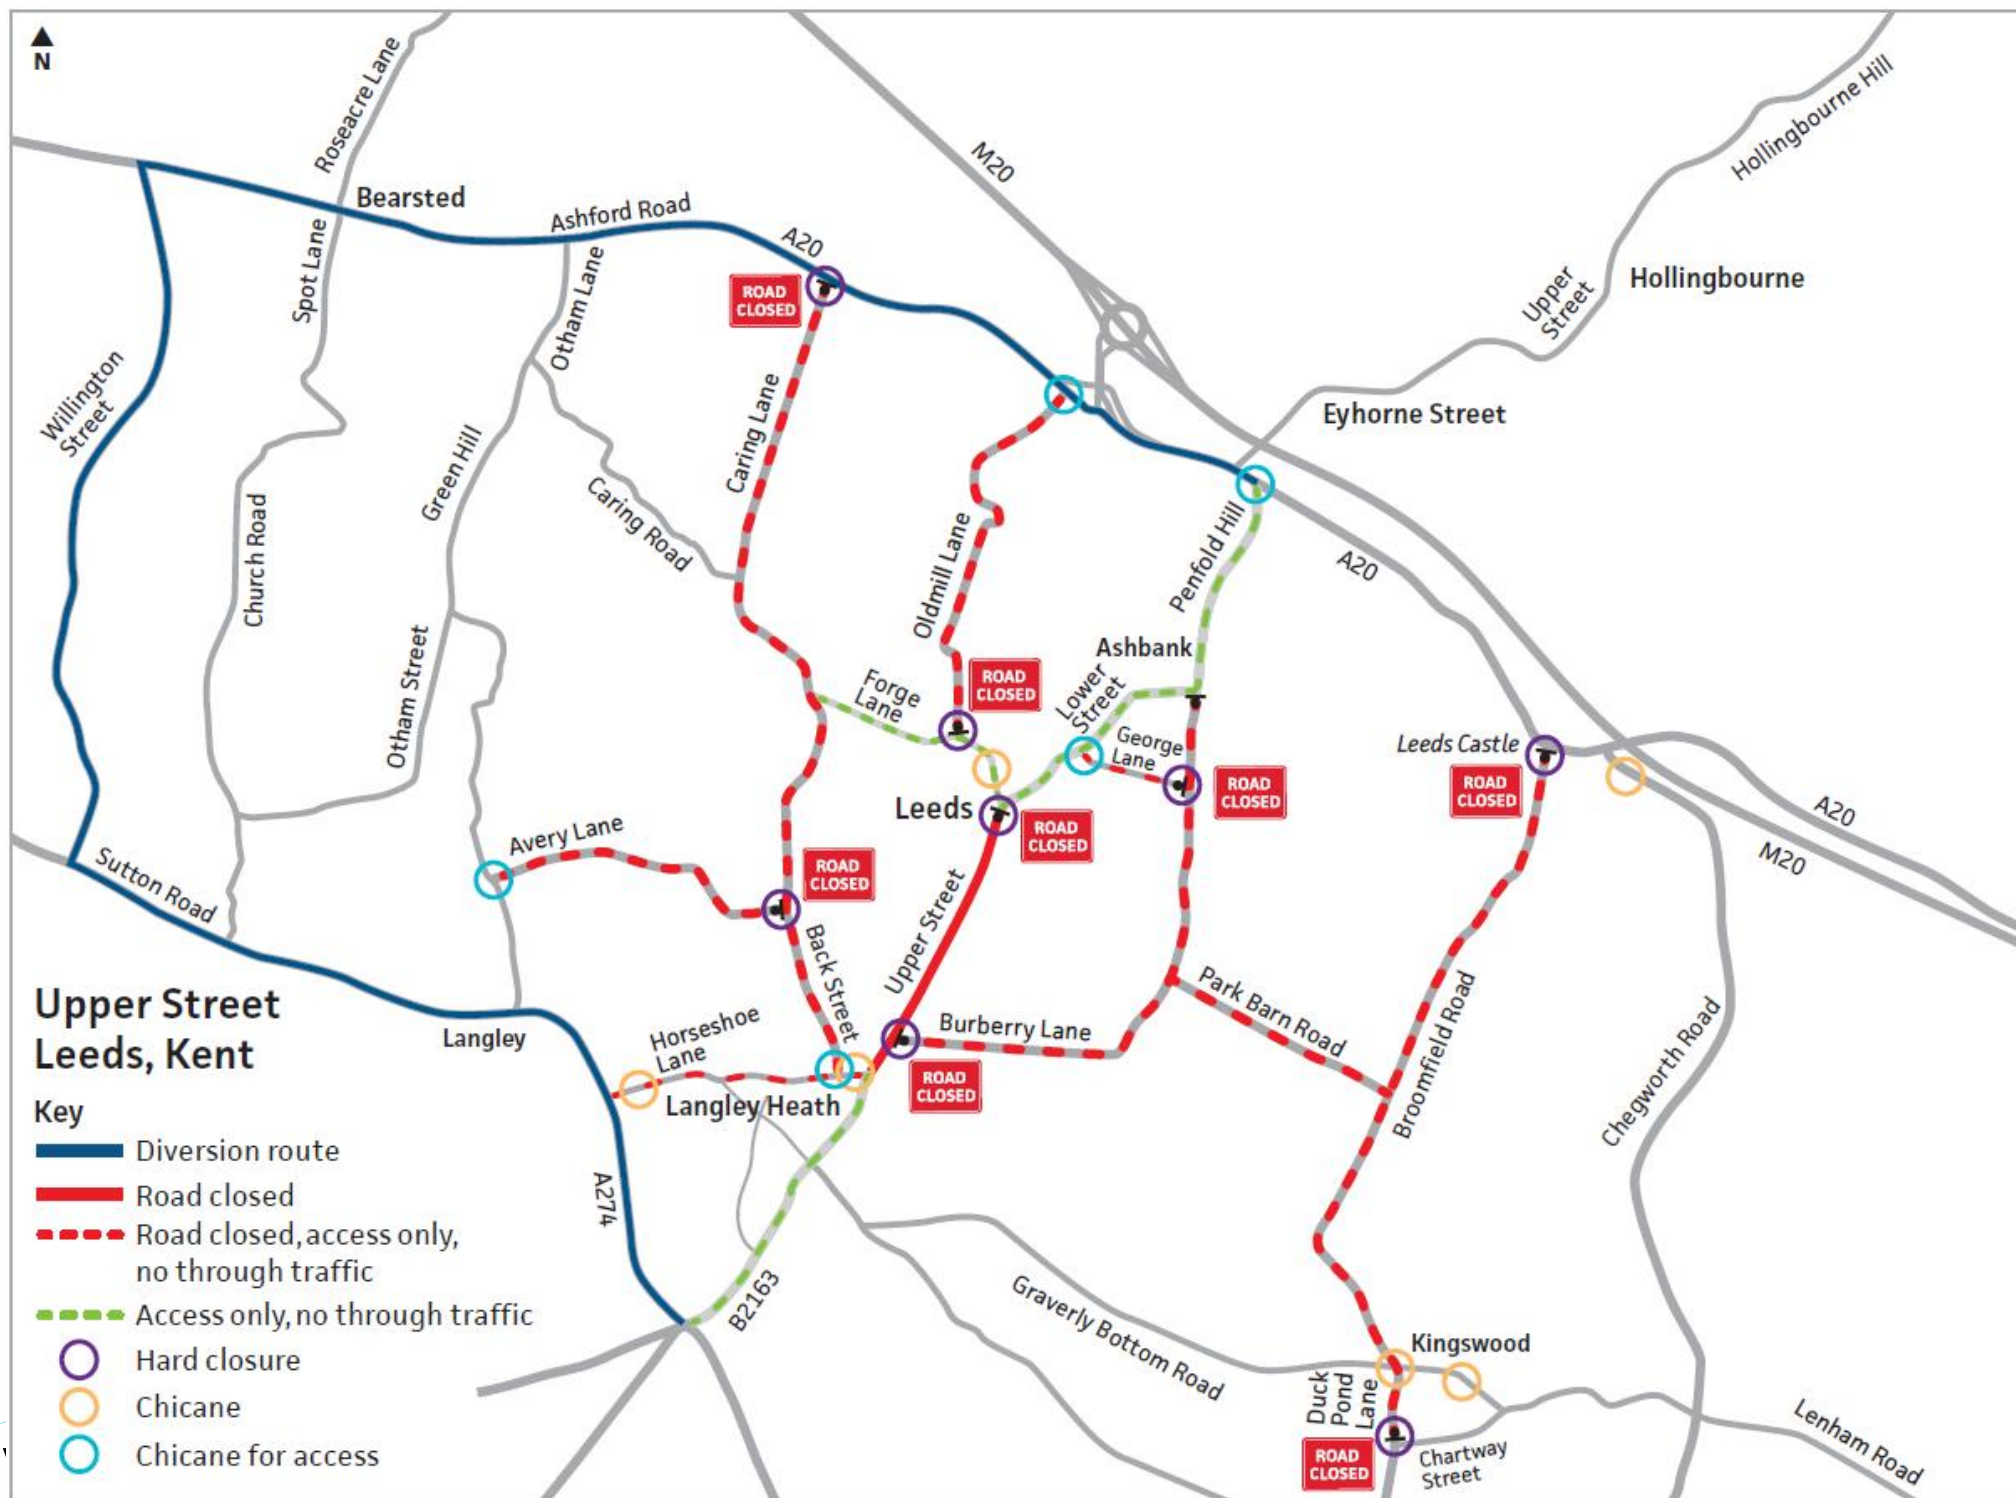 N
Roseacre Lane
M20
Hollingbourne Hill
Bearsted
Ashford Road
A20
Spot Lane
Otham Lane
ROAD
CLOSED
Upper
Street
Hollingbourne
Willington
Street
Caring Lane
Eyhorne Street
Green Hill
Caring Road
Church Road
Oldmill Lane
Penfold Hill
A20
Otham Street
Forge
Lane
ROAD
CLOSED
Ashbank
Lower
Street
George
Lane
ROAD
CLOSED
Leeds Castle
ROAD
CLOSED
A20
M20
Leeds
ROAD
CLOSED
Avery Lane
ROAD
CLOSED
Sutton Road
Back Street
Upper Street
Park Barn Road
Broomfield Road
Chegworth Road
Upper Street
Leeds, Kent
Langley
Horseshoe
Lane
Burberry Lane
ROAD
CLOSED
Langley Heath
Key
Diversion route
Road closed
Road closed, access only,
no through traffic
Access only, no through traffic
Hard closure
Chicane
Chicane for access
A274
B2163
Graverly Bottom Road
Kingswood
Duck
Pond
Lane
ROAD
CLOSED
Chartway
Street
Lenham Road